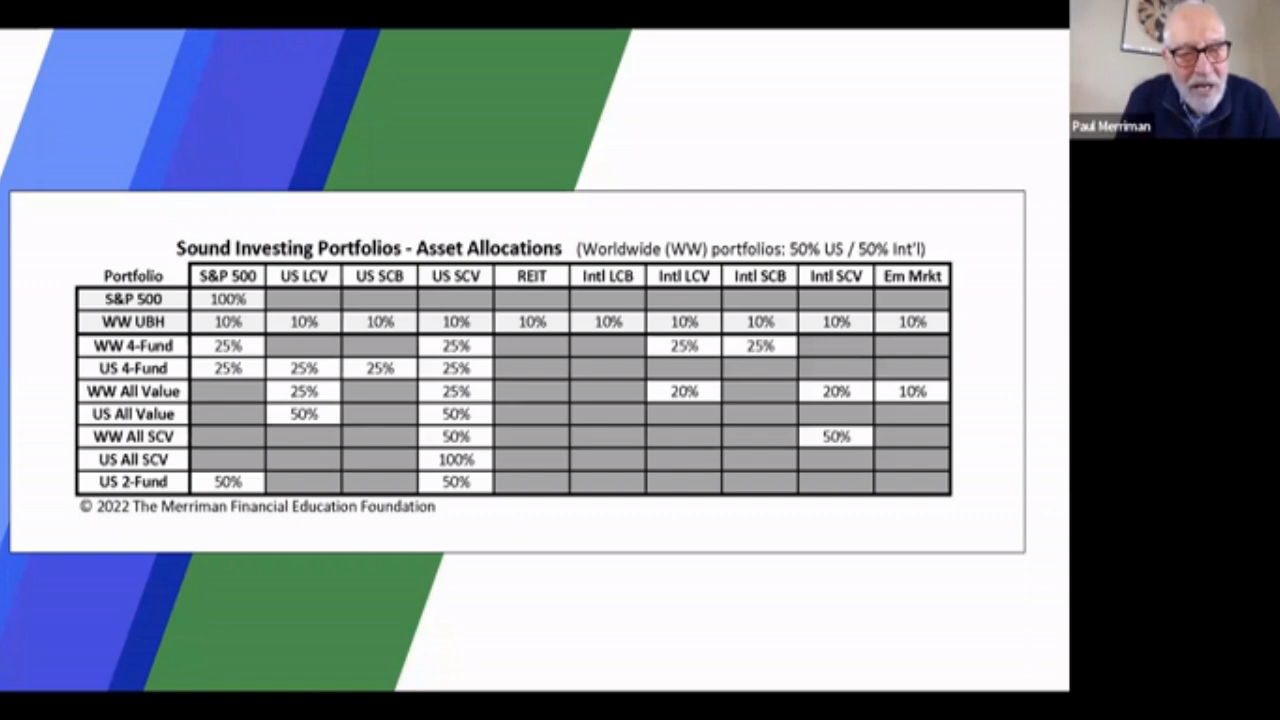 Paul Merriman
Sound Investing Portfolios - Asset Allocations (Worldwide (WW) portfolios: 50% US / 50% Int'l)
Portfolio S&P 500 US LCV US SCB US SCV REIT Intl LCB Intl LCV Intl SCB Intl SCV Em Mrkt
S&P 500 100%
WW UBH 10% 10% 10% 10% 10% 10% 10% 10% 10% 10%
WW 4-Fund 25% 25% 25% 25%
US 4-Fund 25% 25% 25% 25%
WW All Value 25% 25% 20% 20% 10%
US All Value 50% 50%
WW All SCV 50% 50%
US All SCV 100%
US 2-Fund 50% 50%
© 2022 The Merriman Financial Education Foundation